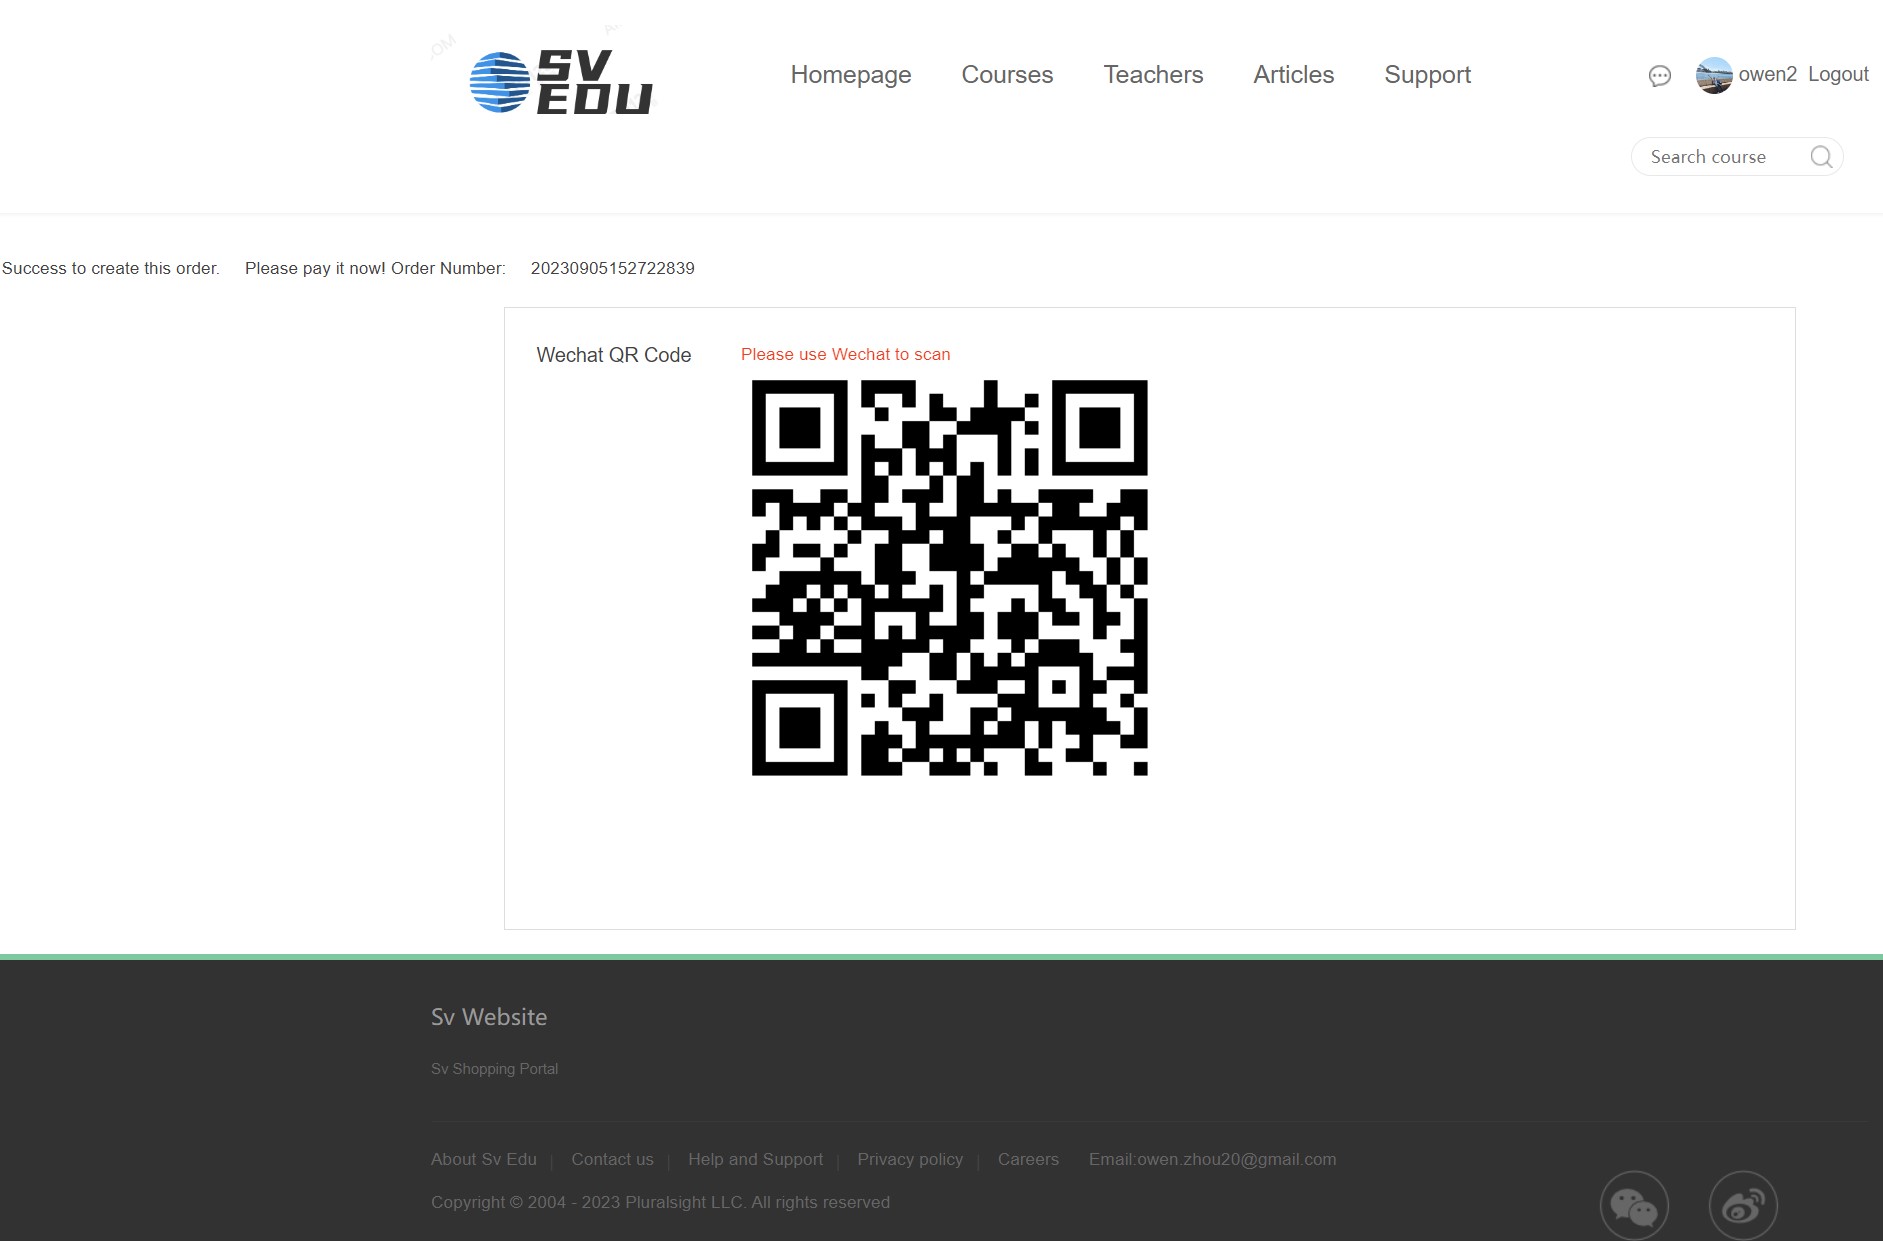 SV
EDU
Homepage Courses Teachers Articles Support
owen2 Logout
Search course
Success to create this order. Please pay it now! Order Number: 20230905152722839
Wechat QR Code Please use Wechat to scan
Sv Website
Sv Shopping Portal
About Sv Edu | Contact us | Help and Support | Privacy policy | Careers Email:owen.zhou20@gmail.com
Copyright © 2004 - 2023 Pluralsight LLC. All rights reserved